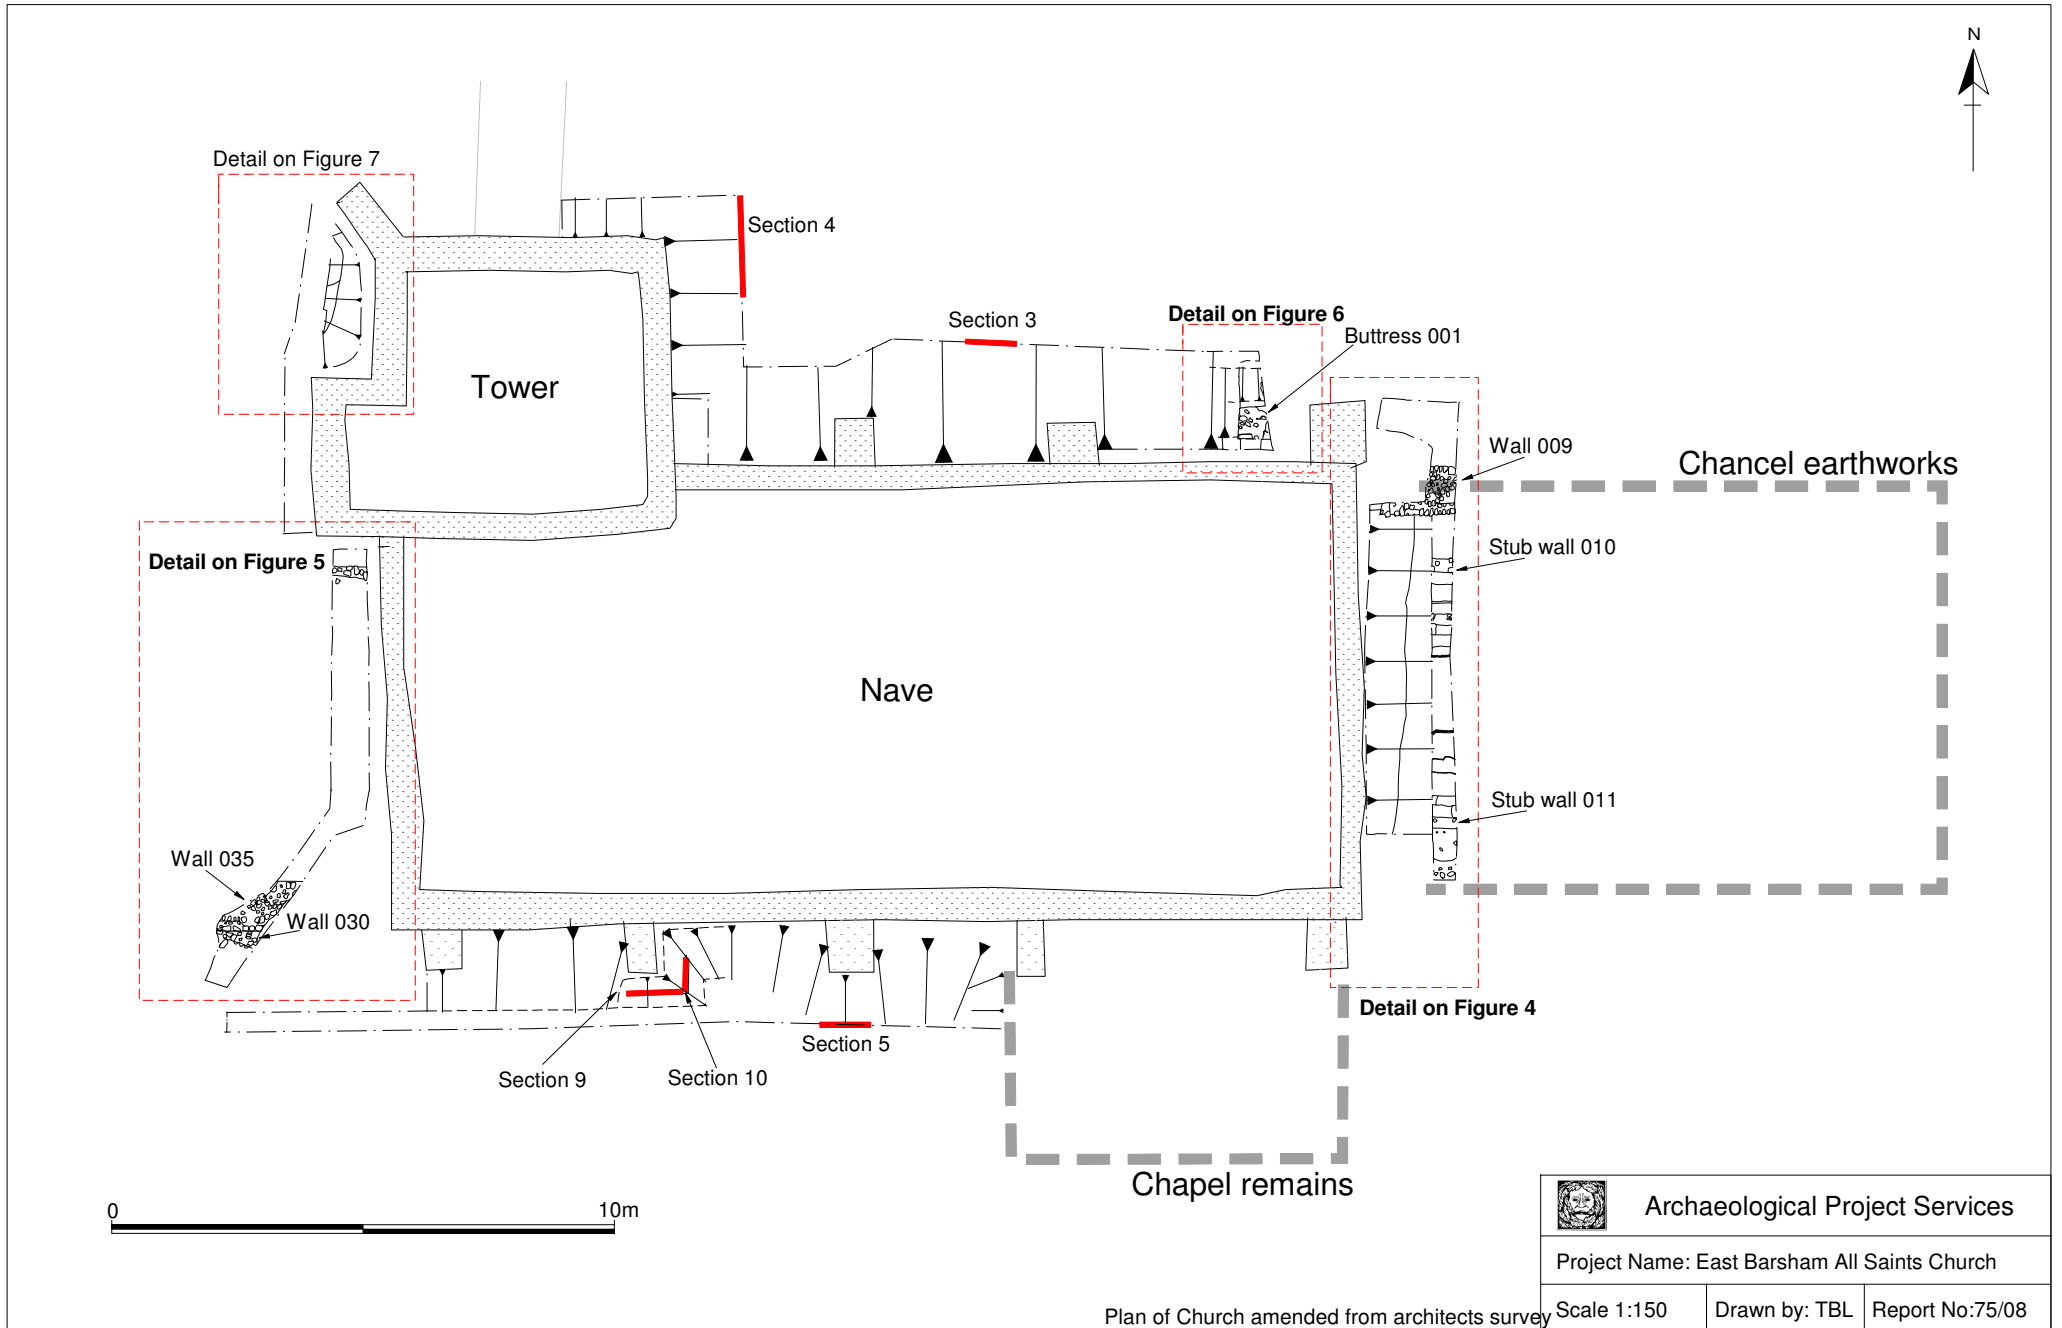 N
Detail on Figure 7
Section 4
Tower
Section 3
Detail on Figure 6
Buttress 001
Wall 009
Chancel earthworks
Stub wall 010
Detail on Figure 5
Nave
Stub wall 011
Wall 035
Wall 030
Detail on Figure 4
Section 5
Section 9
Section 10
Chapel remains
0 10m
Archaeological Project Services
Project Name: East Barsham All Saints Church
Plan of Church amended from architects survey
Scale 1:150 Drawn by: TBL Report No:75/08